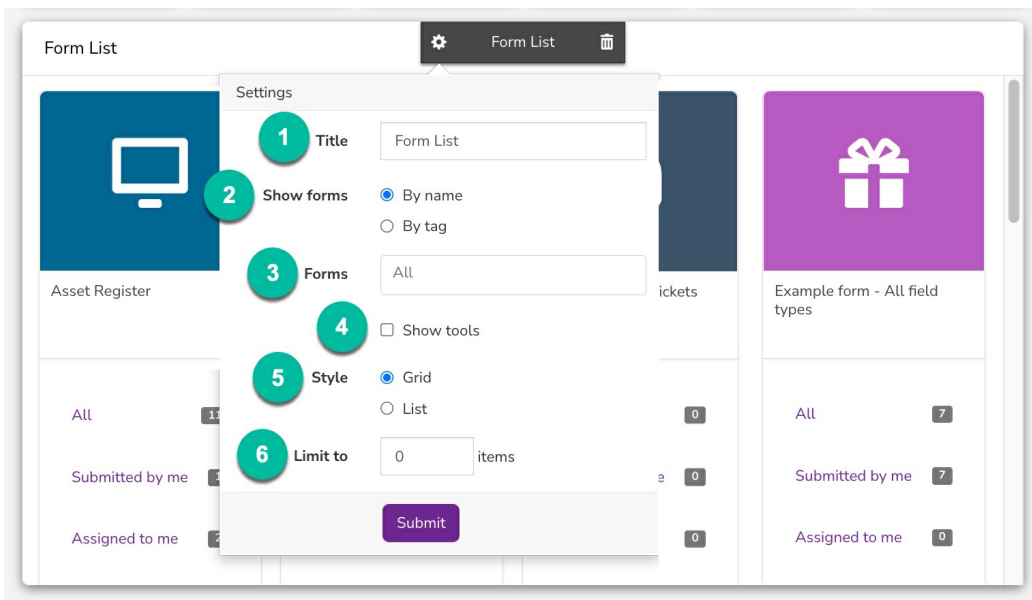 Form List
Form List
Settings
1 Title Form List
2 Show forms By name
By tag
3 Forms All
Asset Register
ickets
Example form - All field
types
4 Show tools
5 Style Grid
List
All 11
0
All 7
6 Limit to 0 items
Submitted by me
e 0
Submitted by me 7
Submit
Assigned to me 2
0
Assigned to me 0